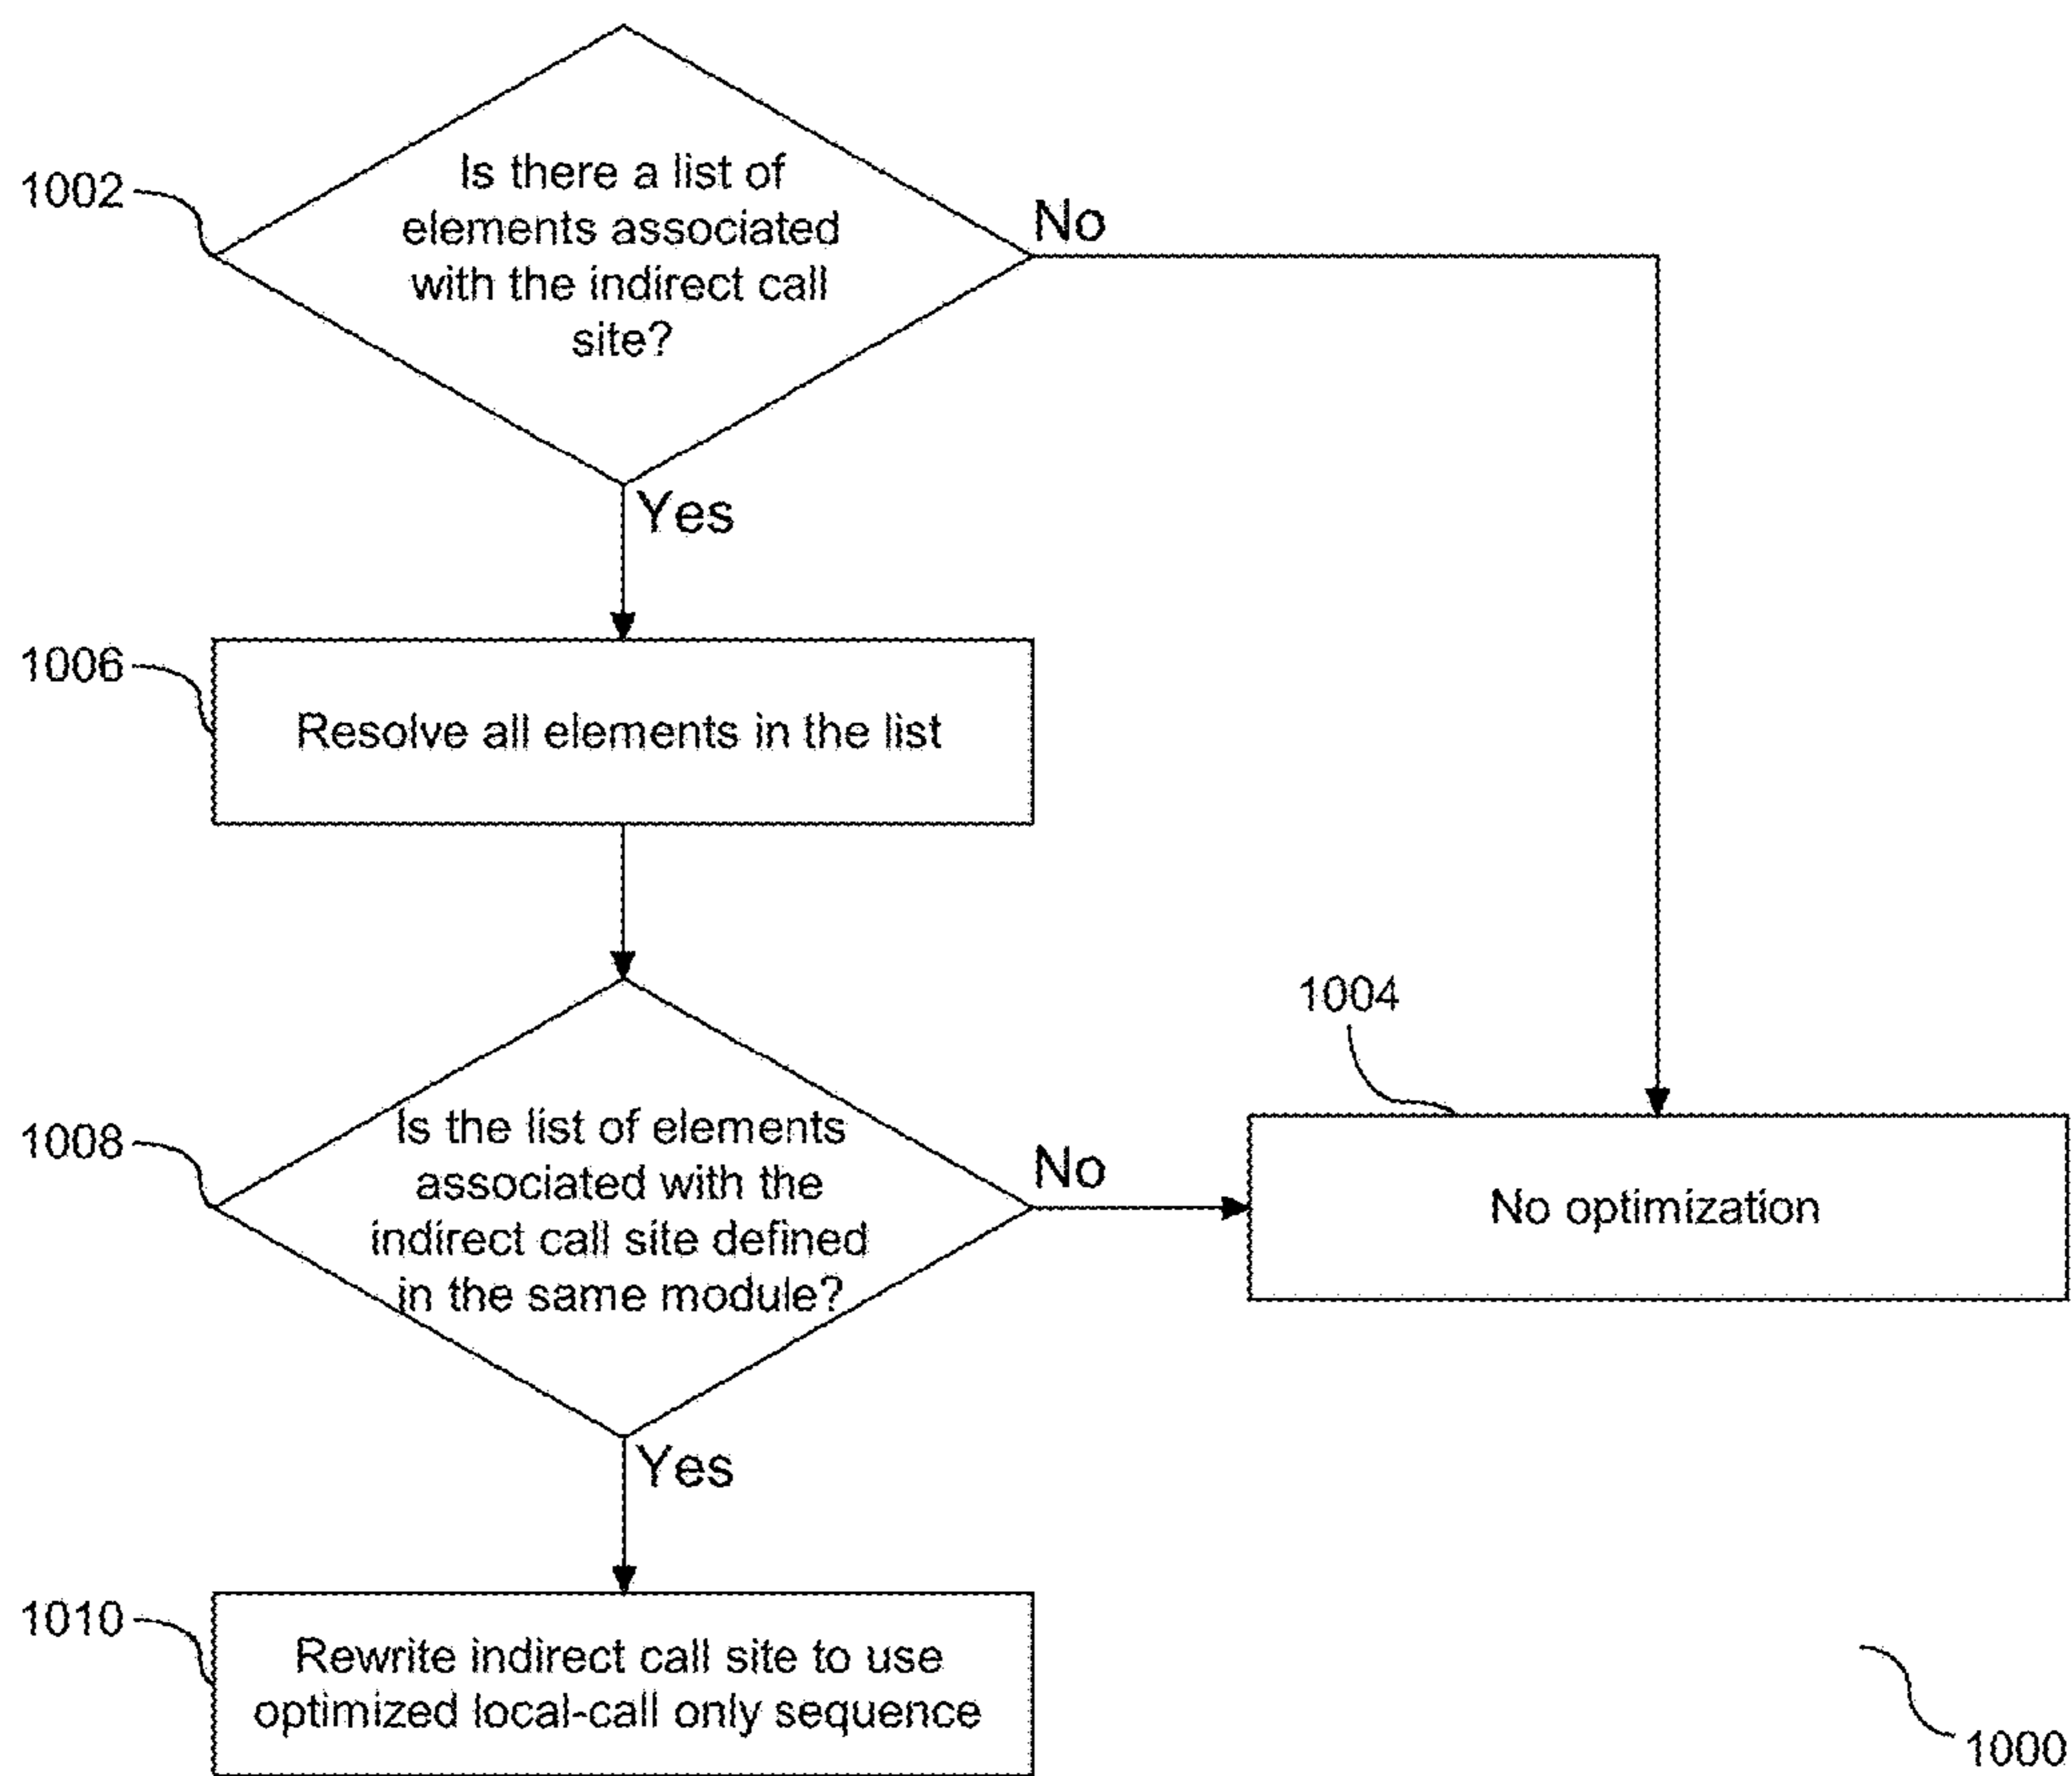 1002
Is there a list of
elements associated
with the indirect call
site?
No
Yes
1006
Resolve all elements in the list
1004
1008
Is the list of elements
associated with the
indirect call site defined
in the same module?
No
No optimization
Yes
1010
Rewrite indirect call site to use
optimized local-call only sequence
1000